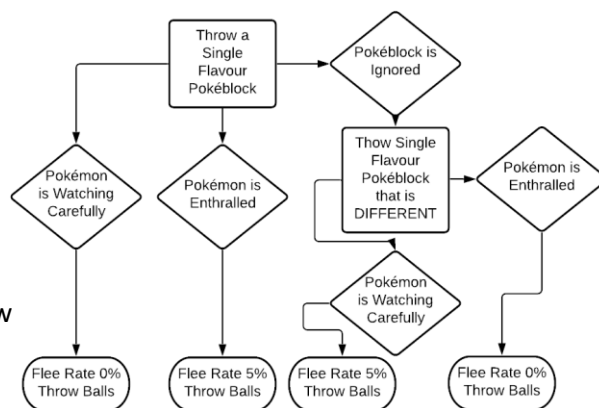 Throw a
Single
Flavour
Pokéblock
Pokéblock is
Ignored
Pokémon
is Watching
Carefully
Pokémon is
Enthralled
Thow Single
Flavour
Pokéblock
that is
DIFFERENT
Pokémon is
Enthralled
Pokémon
is Watching
Carefully
w
Flee Rate 0%
Throw Balls
Flee Rate 5%
Throw Balls
Flee Rate 5%
Throw Balls
Flee Rate 0%
Throw Balls